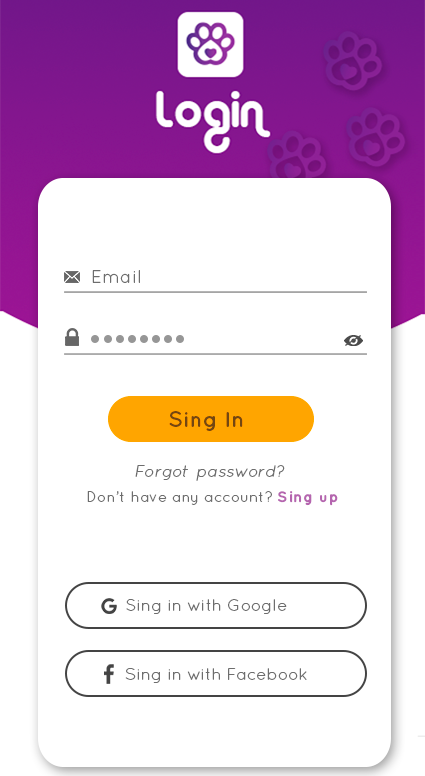 Login
Email
Sing In
Forgot password?
Don't have any account? Sing up
G Sing in with Google
f Sing in with Facebook